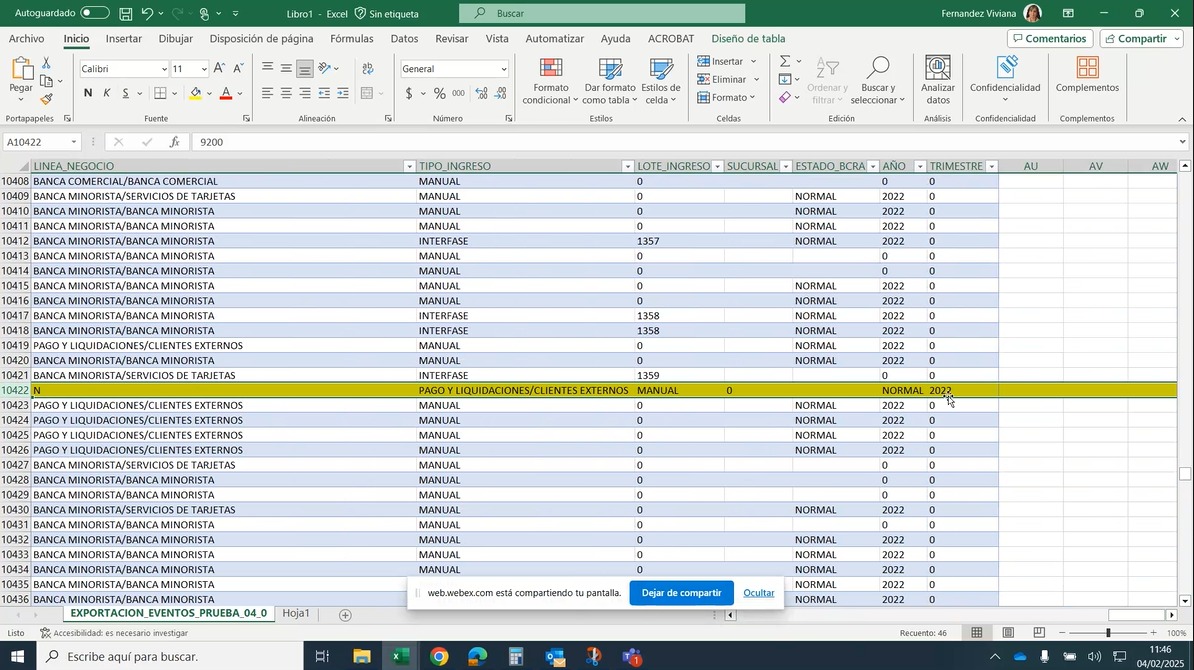 Autoguardado
Libro1 - Excel
Sin etiqueta
Buscar
Fernandez Viviana
Archivo Inicio Insertar Dibujar Disposición de página Fórmulas Datos Revisar Vista Automatizar Ayuda ACROBAT Diseño de tabla
Comentarios
Compartir
Pegar
Calibri 11
N K S
General
$ % 000
Formato condicional
Dar formato como tabla
Estilos de celda
Insertar
Eliminar
Formato
Ordenar y filtrar
Buscar y seleccionar
Analizar datos
Confidencialidad
Complementos
Portapapeles Fuente Alineación Número Estilos Celdas Edición Análisis Confidencialidad Complementos
A10422 fx 9200
LINEA_NEGOCIO TIPO_INGRESO LOTE_INGRESO SUCURSAL ESTADO_BCRA AÑO TRIMESTRE AU AV AW
10408 BANCA COMERCIAL/BANCA COMERCIAL MANUAL 0 0 0
10409 BANCA MINORISTA/SERVICIOS DE TARJETAS MANUAL 0 NORMAL 2022 0
10410 BANCA MINORISTA/BANCA MINORISTA MANUAL 0 NORMAL 2022 0
10411 BANCA MINORISTA/BANCA MINORISTA MANUAL 0 NORMAL 2022 0
10412 BANCA MINORISTA/BANCA MINORISTA INTERFASE 1357 NORMAL 2022 0
10413 BANCA MINORISTA/BANCA MINORISTA MANUAL 0 0 0
10414 BANCA MINORISTA/BANCA MINORISTA MANUAL 0 0 0
10415 BANCA MINORISTA/BANCA MINORISTA MANUAL 0 NORMAL 2022 0
10416 BANCA MINORISTA/BANCA MINORISTA MANUAL 0 NORMAL 2022 0
10417 BANCA MINORISTA/BANCA MINORISTA INTERFASE 1358 NORMAL 2022 0
10418 BANCA MINORISTA/BANCA MINORISTA INTERFASE 1358 NORMAL 2022 0
10419 PAGO Y LIQUIDACIONES/CLIENTES EXTERNOS MANUAL 0 NORMAL 2022 0
10420 BANCA MINORISTA/BANCA MINORISTA MANUAL 0 NORMAL 2022 0
10421 BANCA MINORISTA/SERVICIOS DE TARJETAS INTERFASE 1359 0 0
10422 N PAGO Y LIQUIDACIONES/CLIENTES EXTERNOS MANUAL 0 NORMAL 2022
10423 PAGO Y LIQUIDACIONES/CLIENTES EXTERNOS MANUAL 0 NORMAL 2022 0
10424 PAGO Y LIQUIDACIONES/CLIENTES EXTERNOS MANUAL 0 NORMAL 2022 0
10425 PAGO Y LIQUIDACIONES/CLIENTES EXTERNOS MANUAL 0 NORMAL 2022 0
10426 PAGO Y LIQUIDACIONES/CLIENTES EXTERNOS MANUAL 0 NORMAL 2022 0
10427 BANCA MINORISTA/SERVICIOS DE TARJETAS MANUAL 0 0 0
10428 BANCA MINORISTA/BANCA MINORISTA MANUAL 0 0 0
10429 BANCA MINORISTA/BANCA MINORISTA MANUAL 0 0 0
10430 BANCA MINORISTA/SERVICIOS DE TARJETAS MANUAL 0 NORMAL 2022 0
10431 BANCA MINORISTA/BANCA MINORISTA MANUAL 0 0 0
10432 BANCA MINORISTA/BANCA MINORISTA MANUAL 0 NORMAL 2022 0
10433 BANCA MINORISTA/BANCA MINORISTA MANUAL 0 NORMAL 2022 0
10434 BANCA MINORISTA/BANCA MINORISTA MANUAL 0 NORMAL 2022 0
10435 BANCA MINORISTA/BANCA MINORISTA NORMAL 2022 0
10436 BANCA MINORISTA/BANCA MINORISTA NORMAL 2022 0
web.webex.com está compartiendo tu pantalla.
Dejar de compartir
Ocultar
EXPORTACION_EVENTOS_PRUEBA_04_0 Hoja1
Listo
Accesibilidad: es necesario investigar
Recuento: 46
100%
Escribe aquí para buscar.
11:46
04/02/2025